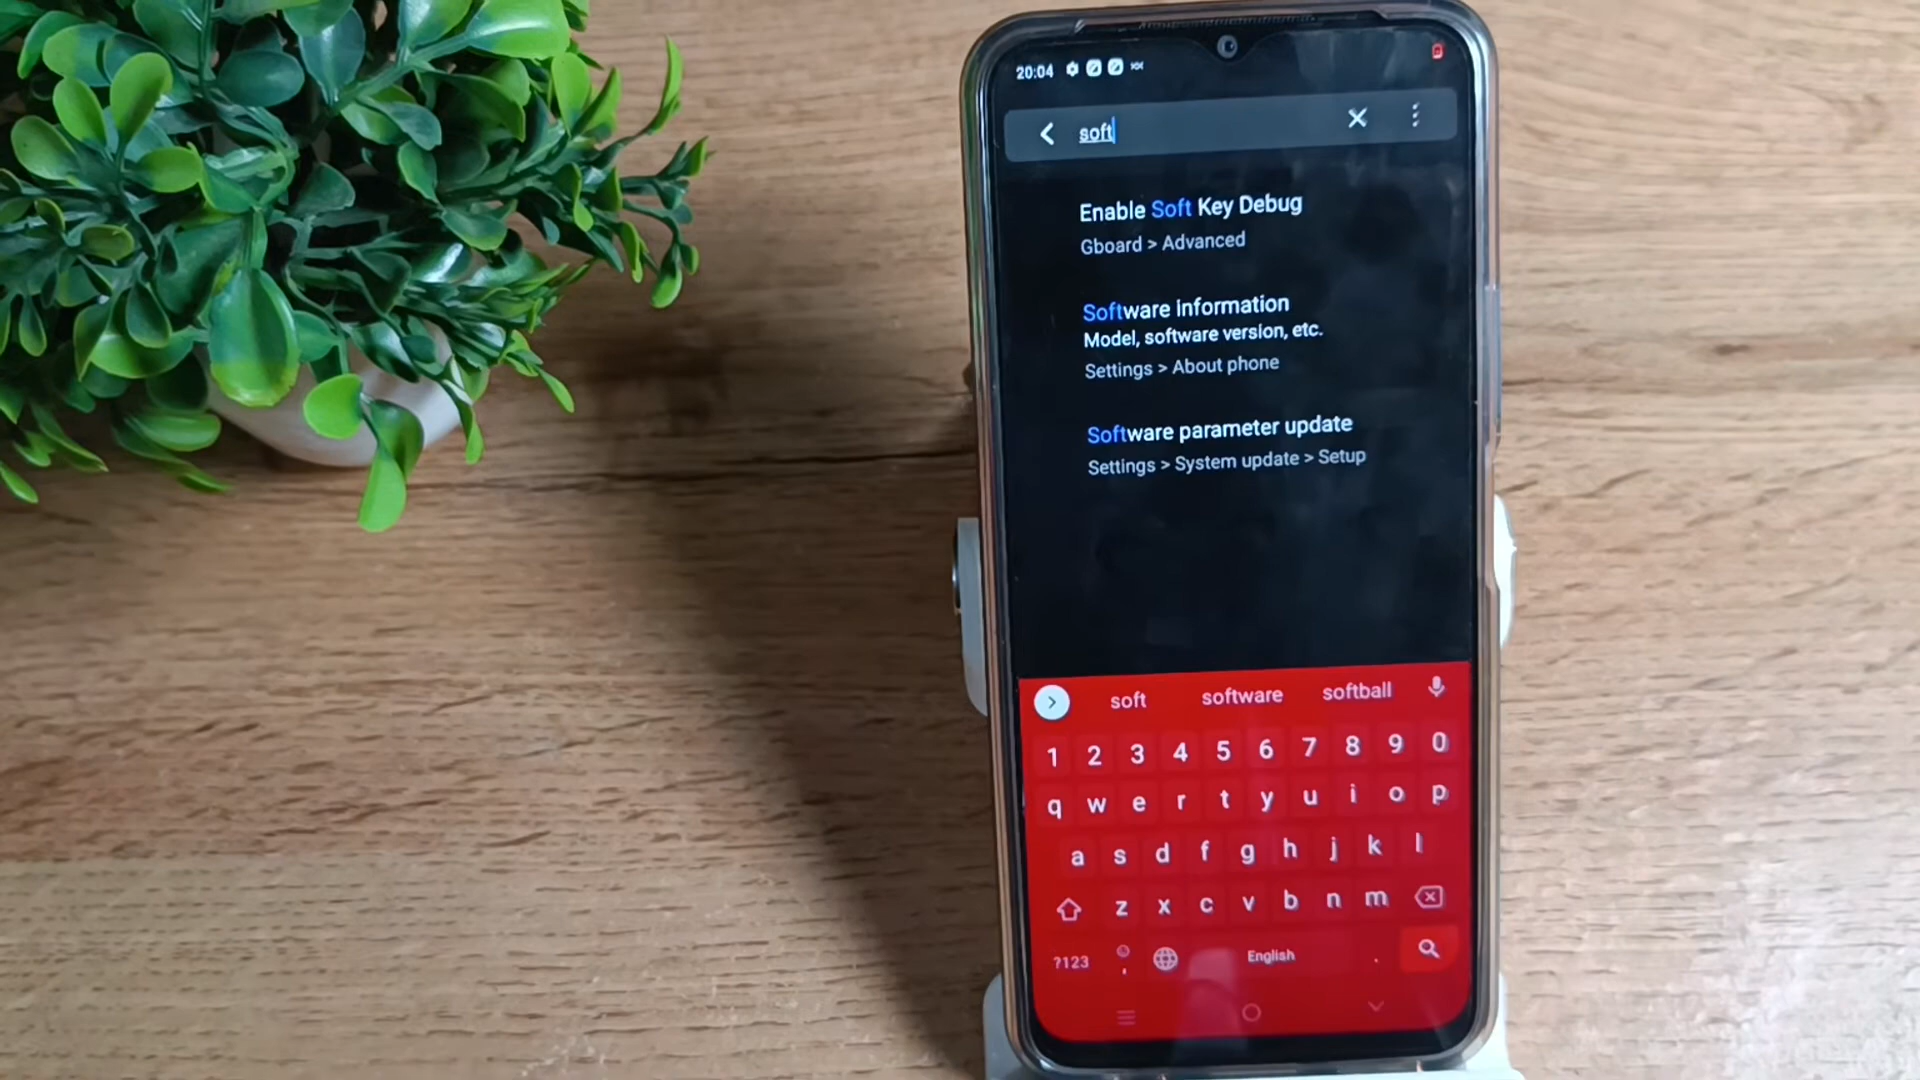 20:04
soft
Enable Soft Key Debug
Gboard > Advanced
Software information
Model, software version, etc.
Settings > About phone
Software parameter update
Settings > System update > Setup
soft software softball
1 2 3 4 5 6 7 8 9 0
q w e r t y u i o p
a s d f g h j k l
z x c v b n m
?123 , English .